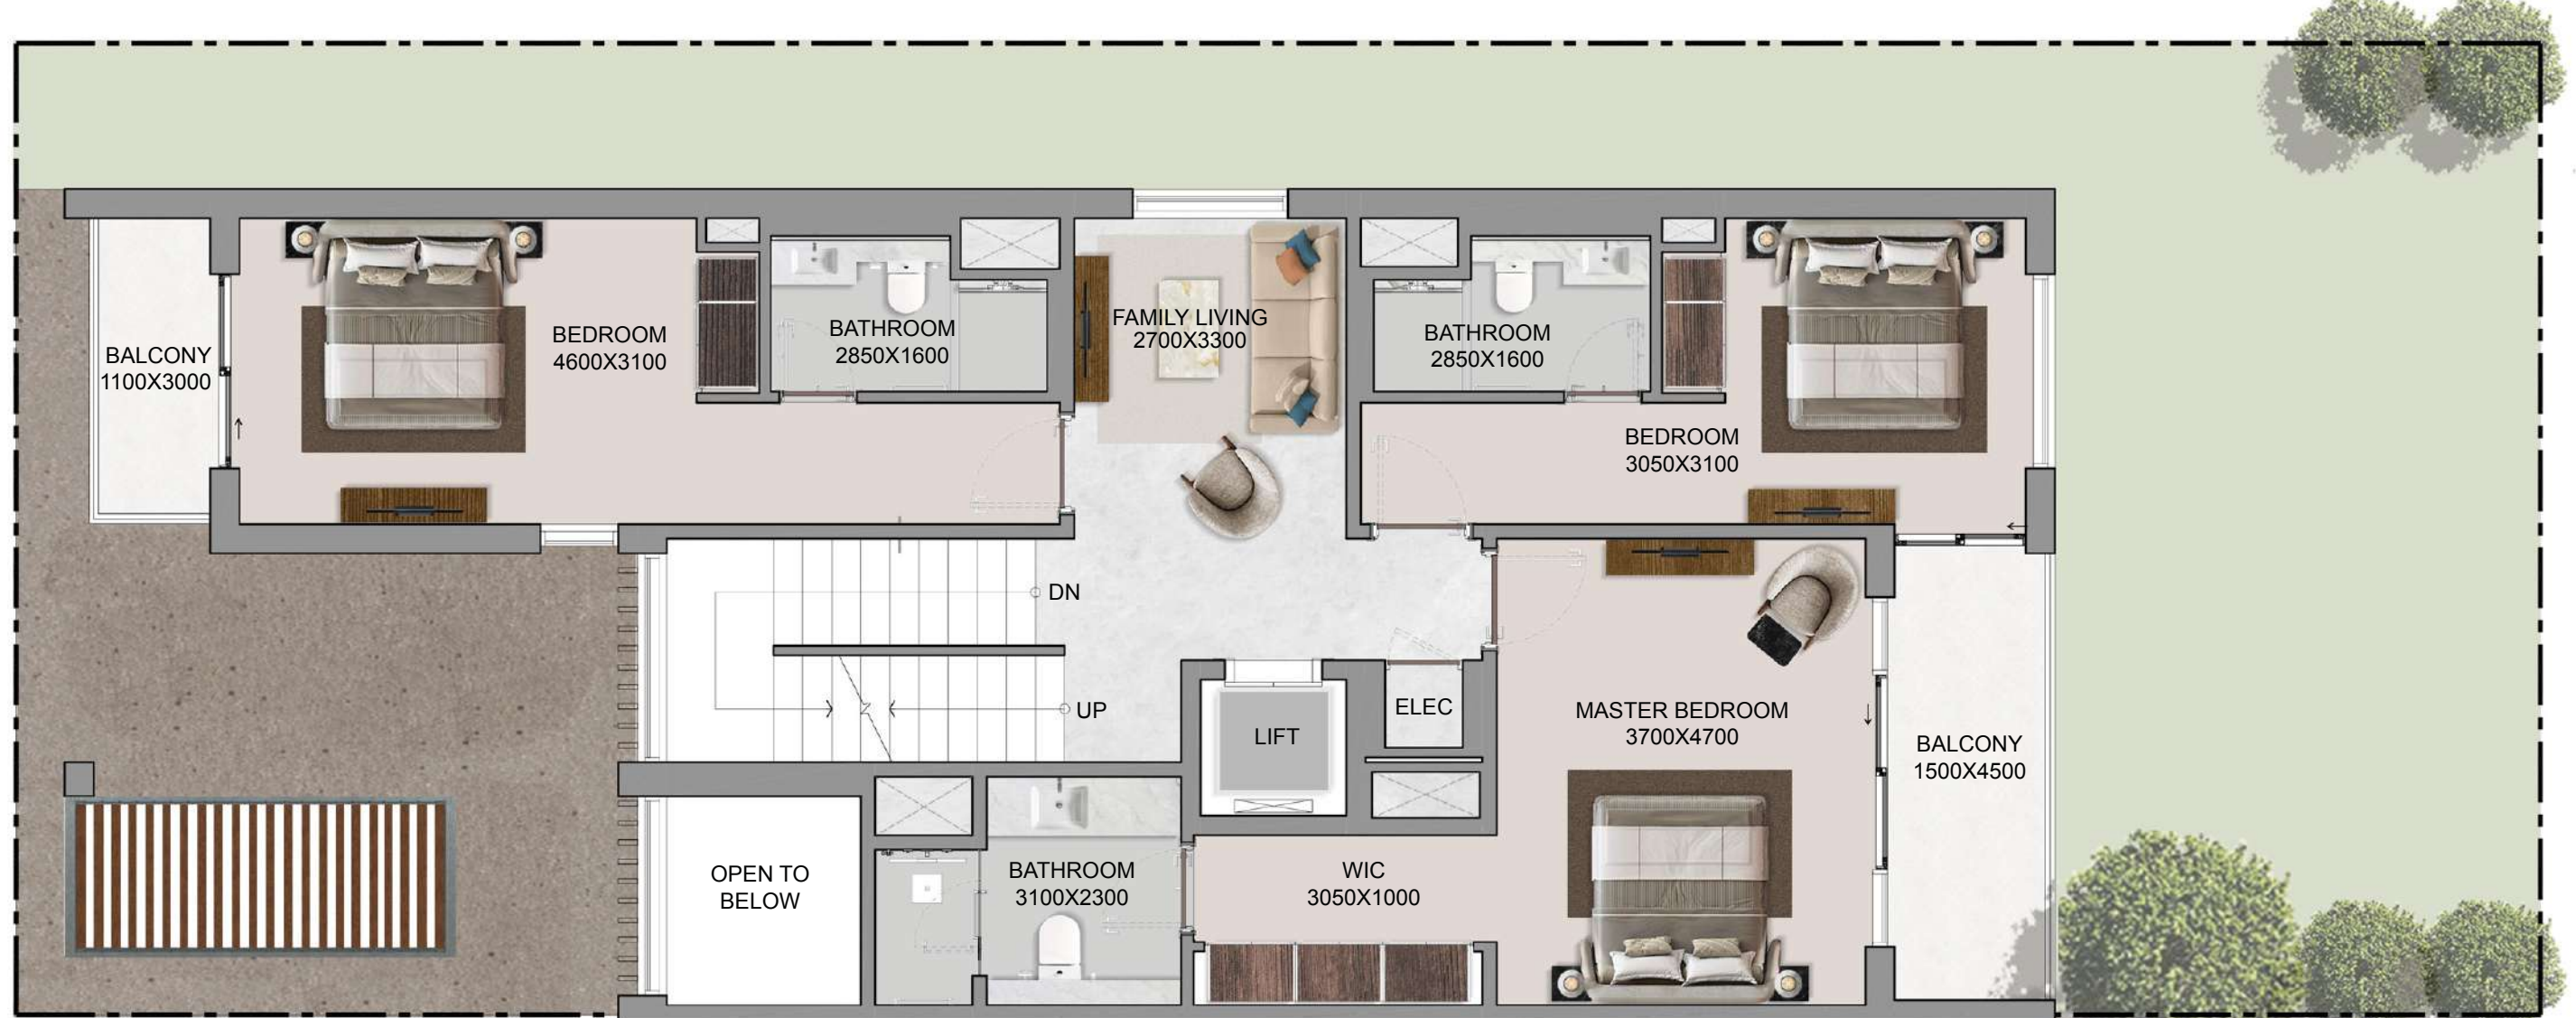 BALCONY
1100X3000
BEDROOM
4600X3100
BATHROOM
2850X1600
FAMILY LIVING
2700X3300
BATHROOM
2850X1600
BEDROOM
3050X3100
DN
UP
LIFT
ELEC
MASTER BEDROOM
3700X4700
BALCONY
1500X4500
OPEN TO
BELOW
BATHROOM
3100X2300
WIC
3050X1000